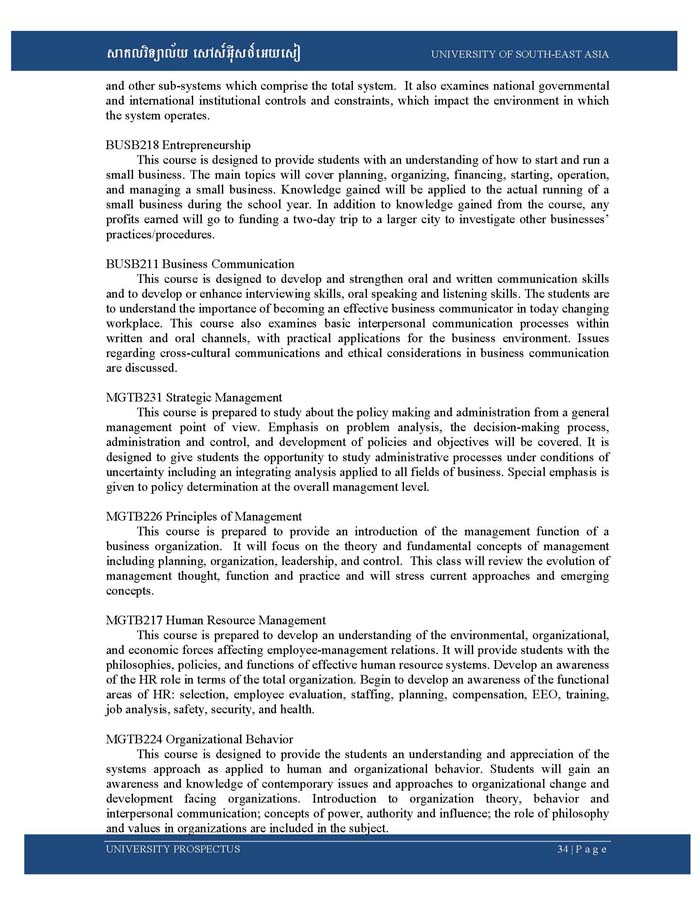 សាកលវិទ្យាល័យ សៅស៍អ៊ីសថ៍អេយសៀ
UNIVERSITY OF SOUTH-EAST ASIA
and other sub-systems which comprise the total system. It also examines national governmental
and international institutional controls and constraints, which impact the environment in which
the system operates.
BUSB218 Entrepreneurship
This course is designed to provide students with an understanding of how to start and run a
small business. The main topics will cover planning, organizing, financing, starting, operation,
and managing a small business. Knowledge gained will be applied to the actual running of a
small business during the school year. In addition to knowledge gained from the course, any
profits earned will go to funding a two-day trip to a larger city to investigate other businesses’
practices/procedures.
BUSB211 Business Communication
This course is designed to develop and strengthen oral and written communication skills
and to develop or enhance interviewing skills, oral speaking and listening skills. The students are
to understand the importance of becoming an effective business communicator in today changing
workplace. This course also examines basic interpersonal communication processes within
written and oral channels, with practical applications for the business environment. Issues
regarding cross-cultural communications and ethical considerations in business communication
are discussed.
MGTB231 Strategic Management
This course is prepared to study about the policy making and administration from a general
management point of view. Emphasis on problem analysis, the decision-making process,
administration and control, and development of policies and objectives will be covered. It is
designed to give students the opportunity to study administrative processes under conditions of
uncertainty including an integrating analysis applied to all fields of business. Special emphasis is
given to policy determination at the overall management level.
MGTB226 Principles of Management
This course is prepared to provide an introduction of the management function of a
business organization. It will focus on the theory and fundamental concepts of management
including planning, organization, leadership, and control. This class will review the evolution of
management thought, function and practice and will stress current approaches and emerging
concepts.
MGTB217 Human Resource Management
This course is prepared to develop an understanding of the environmental, organizational,
and economic forces affecting employee-management relations. It will provide students with the
philosophies, policies, and functions of effective human resource systems. Develop an awareness
of the HR role in terms of the total organization. Begin to develop an awareness of the functional
areas of HR: selection, employee evaluation, staffing, planning, compensation, EEO, training,
job analysis, safety, security, and health.
MGTB224 Organizational Behavior
This course is designed to provide the students an understanding and appreciation of the
systems approach as applied to human and organizational behavior. Students will gain an
awareness and knowledge of contemporary issues and approaches to organizational change and
development facing organizations. Introduction to organization theory, behavior and
interpersonal communication; concepts of power, authority and influence; the role of philosophy
and values in organizations are included in the subject.
UNIVERSITY PROSPECTUS
34 | P a g e